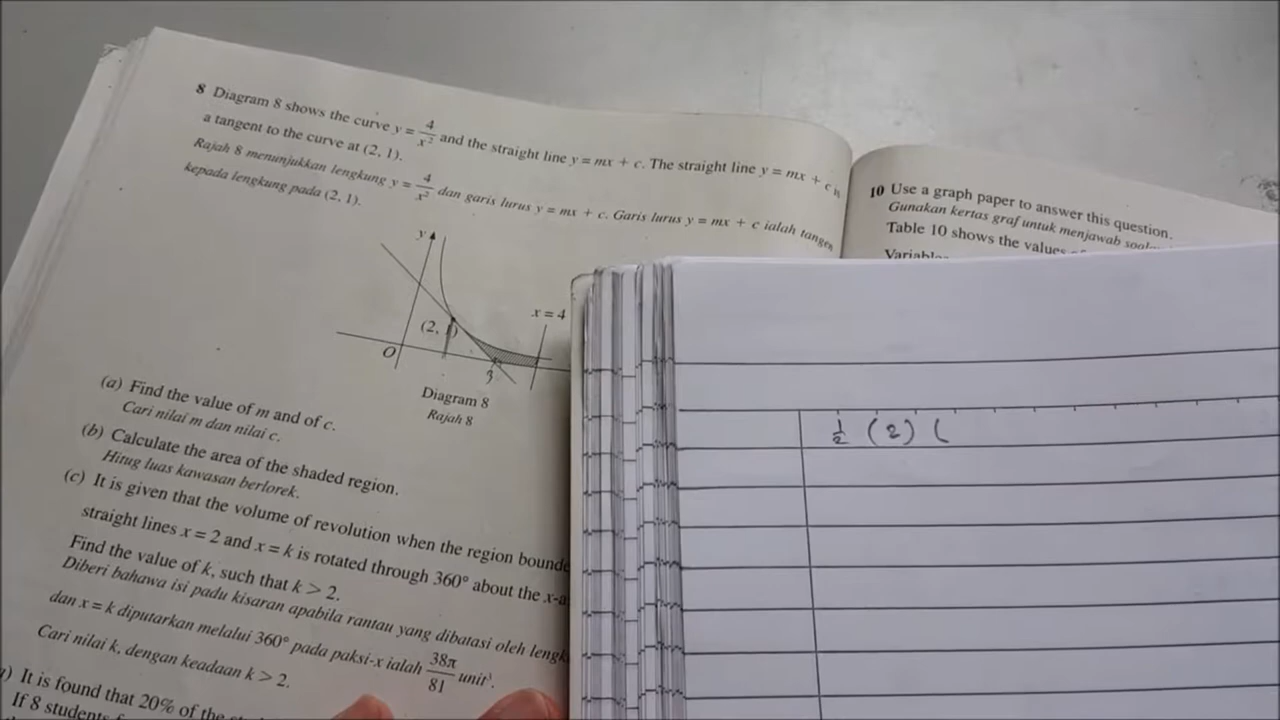 8 Diagram 8 shows the curve y = 4/x² and the straight line y = mx + c. The straight line y = mx + c is
a tangent to the curve at (2, 1).
Rajah 8 menunjukkan lengkung y = 4/x² dan garis lurus y = mx + c. Garis lurus y = mx + c ialah tangen
kepada lengkung pada (2, 1).
y
x = 4
(2, 1)
O
3
Diagram 8
Rajah 8
(a) Find the value of m and of c.
Cari nilai m dan nilai c.
(b) Calculate the area of the shaded region.
Hitug luas kawasan berlorek.
(c) It is given that the volume of revolution when the region bounde
straight lines x = 2 and x = k is rotated through 360° about the x-a
Find the value of k, such that k > 2.
Diberi bahawa isi padu kisaran apabila rantau yang dibatasi oleh lengk
dan x = k diputarkan melalui 360° pada paksi-x ialah 38π/81 unit³.
Cari nilai k, dengan keadaan k > 2.
) It is found that 20% of the
If 8 students
10 Use a graph paper to answer this question.
Gunakan kertas graf untuk menjawab soala
Table 10 shows the values
Variable
½ (2) (